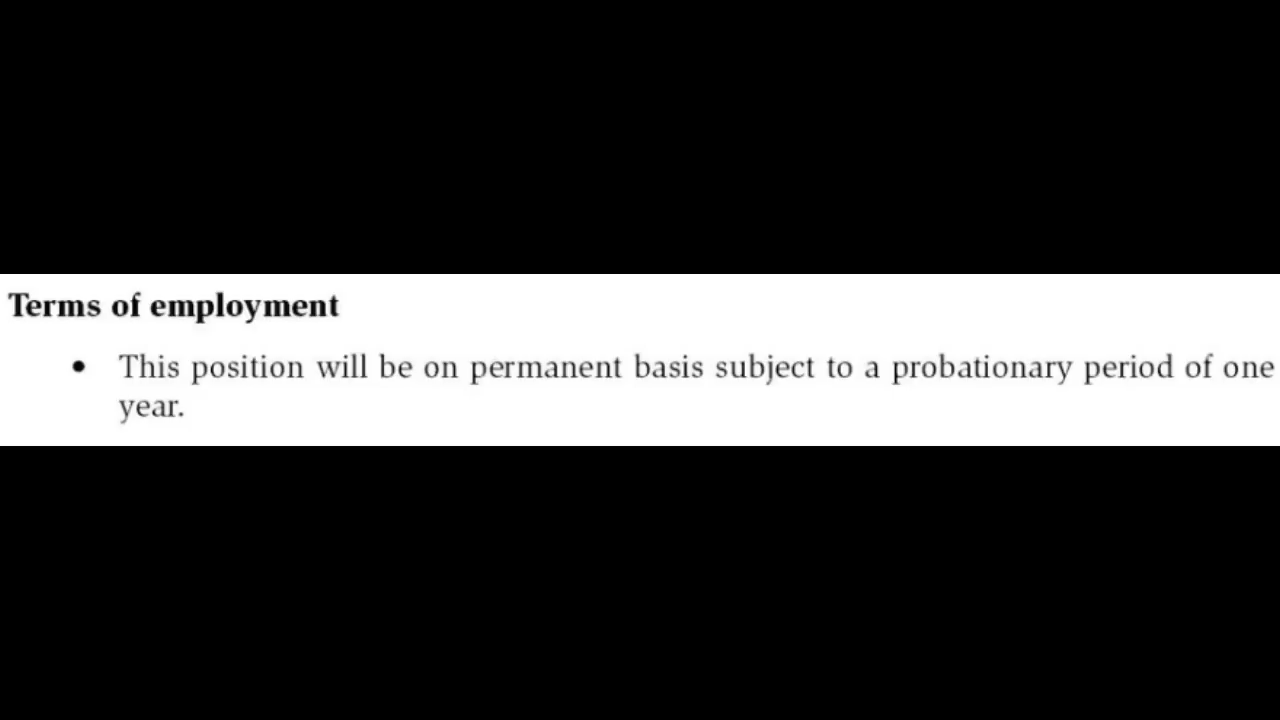 Terms of employment
• This position will be on permanent basis subject to a probationary period of one
year.